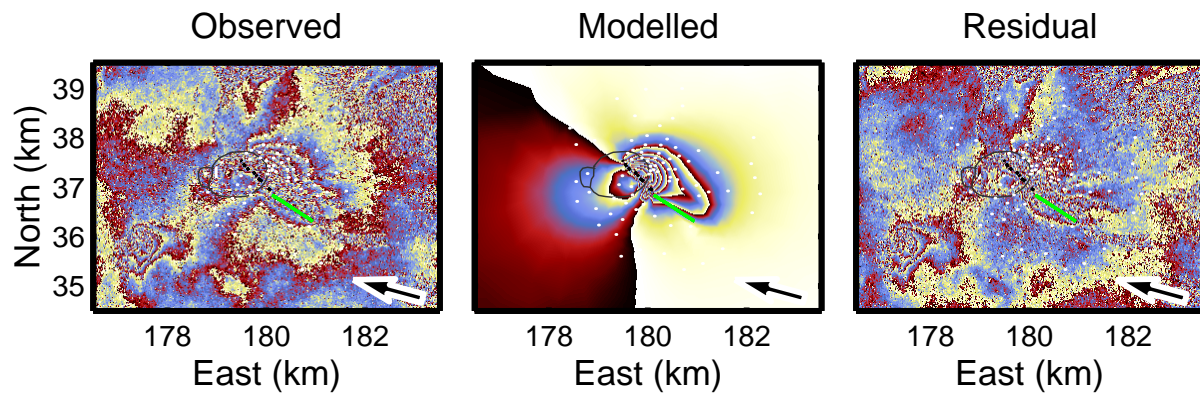 Observed Modelled Residual
39
38
37
36
35
North (km)
178 180 182 178 180 182 178 180 182
East (km) East (km) East (km)